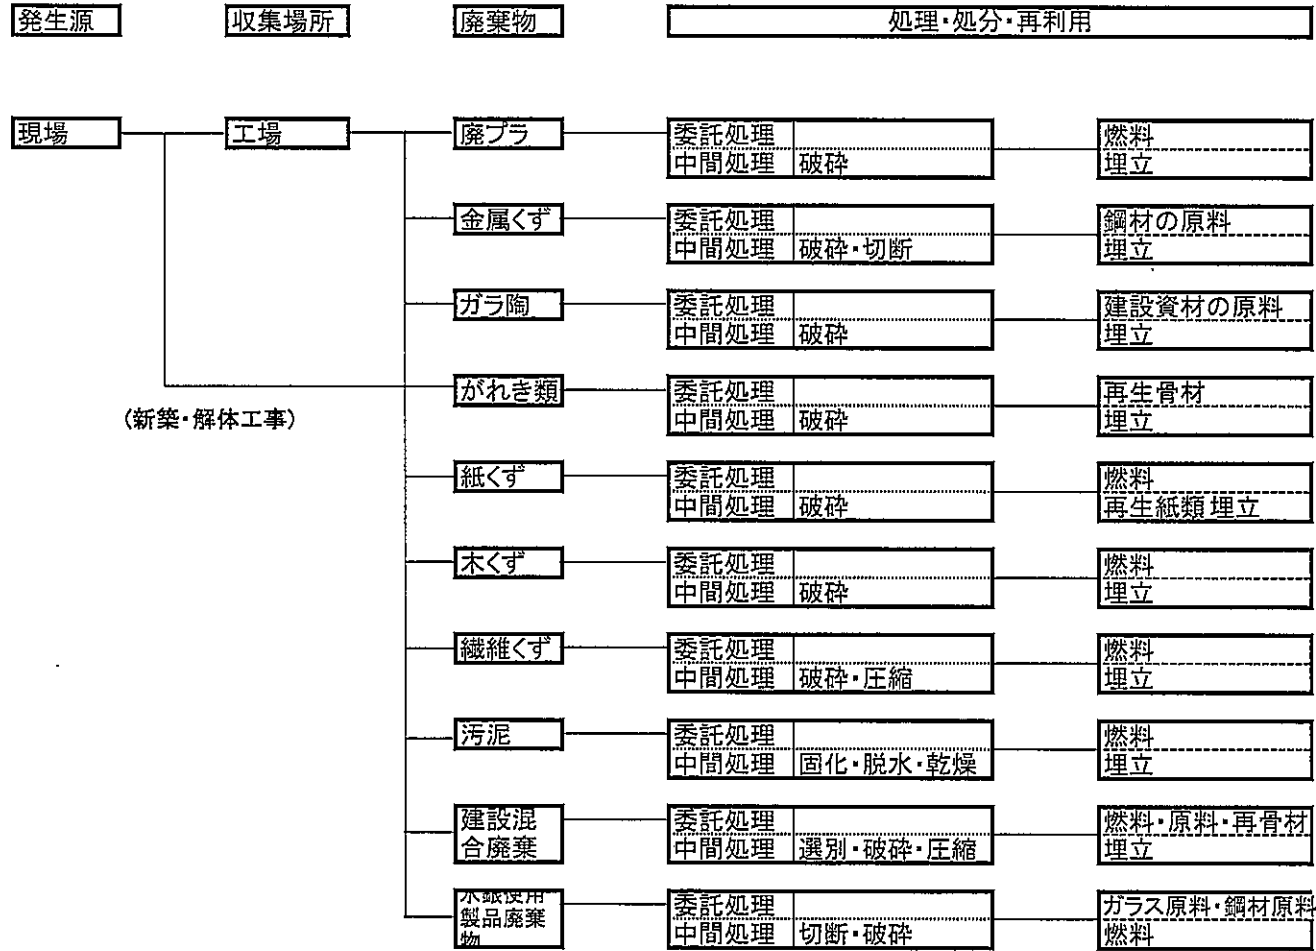 発生源 収集場所 廃棄物 処理・処分・再利用
現場 工場 廃プラ 委託処理 燃料
中間処理 破砕 埋立
金属くず 委託処理 鋼材の原料
中間処理 破砕・切断 埋立
ガラ陶 委託処理 建設資材の原料
中間処理 破砕 埋立
がれき類 委託処理 再生骨材
(新築・解体工事) 中間処理 破砕 埋立
紙くず 委託処理 燃料
中間処理 破砕 再生紙類 埋立
木くず 委託処理 燃料
中間処理 破砕 埋立
繊維くず 委託処理 燃料
中間処理 破砕・圧縮 埋立
汚泥 委託処理 燃料
中間処理 固化・脱水・乾燥 埋立
建設混 委託処理 燃料・原料・再骨材
合廃棄 中間処理 選別・破砕・圧縮 埋立
水銀使用 委託処理 ガラス原料・鋼材原料
製品廃棄
物 中間処理 切断・破砕 燃料